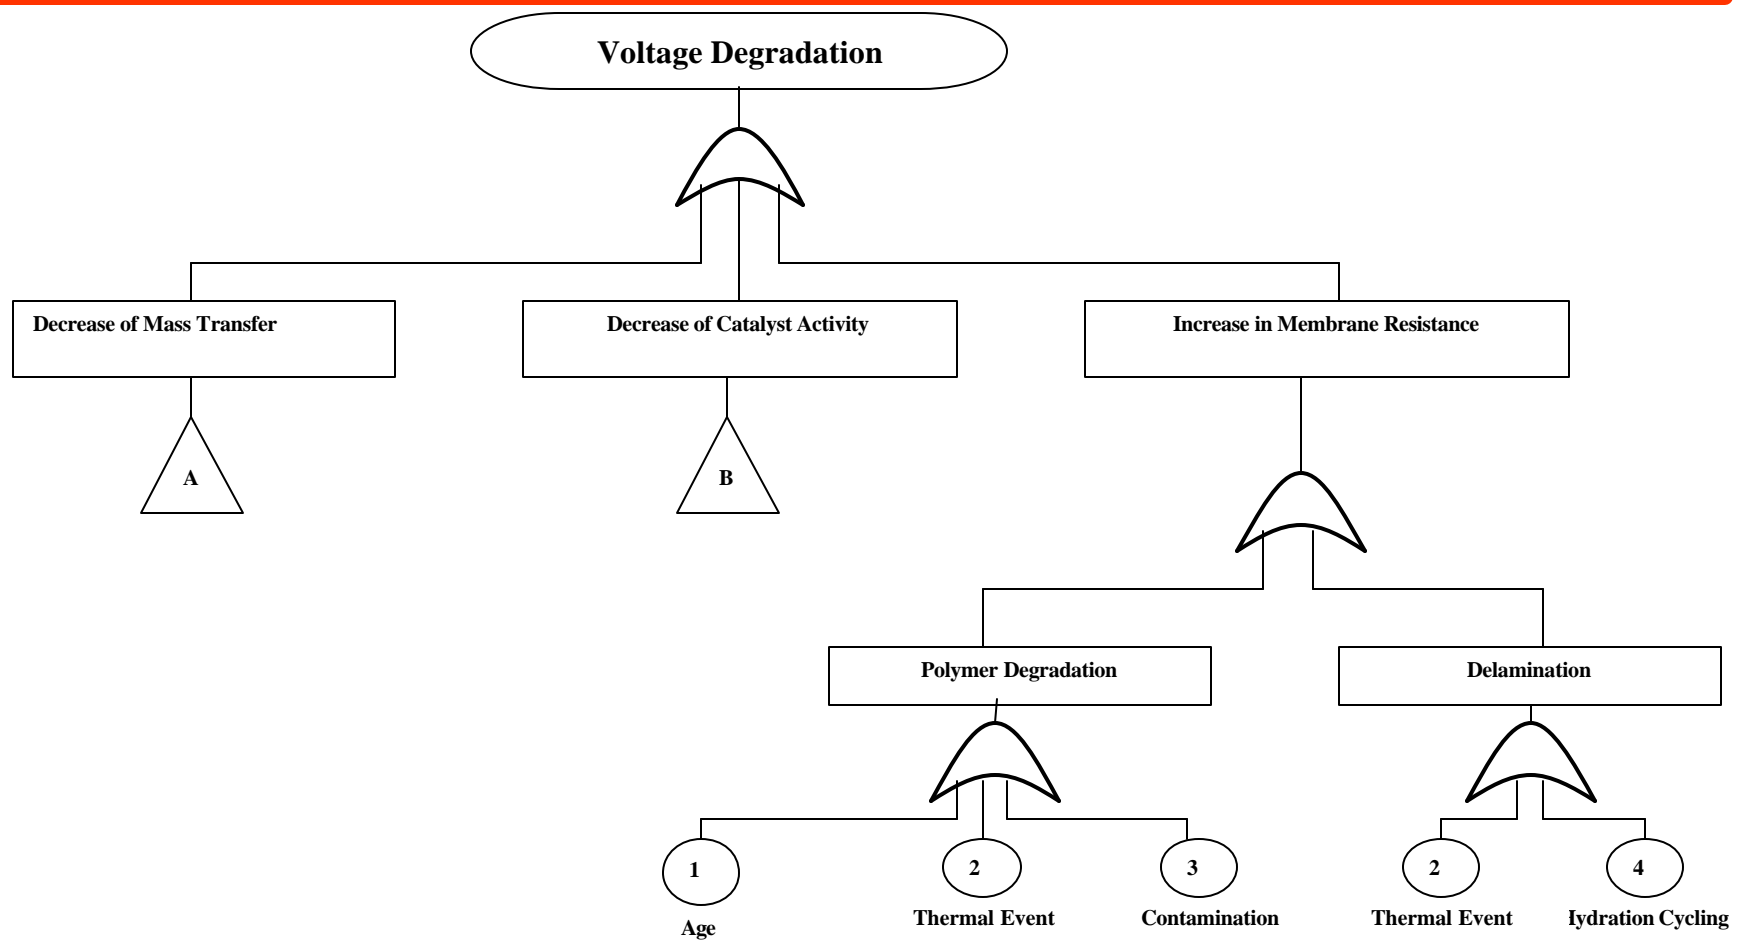 Voltage Degradation
Decrease of Mass Transfer
Decrease of Catalyst Activity
Increase in Membrane Resistance
A
B
Polymer Degradation
Delamination
1
2
3
2
4
Age
Thermal Event
Contamination
Thermal Event
Hydration Cycling